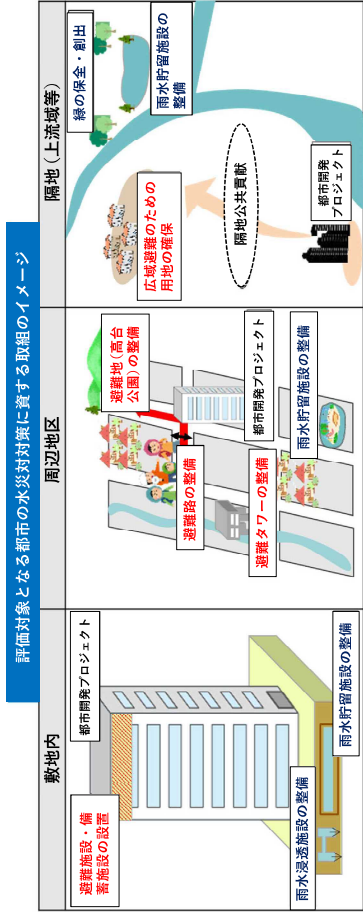 評価対象となる都市の水災対対策に資する取組のイメージ
敷地内
周辺地区
隔地（上流域等）
避難施設・備
蓄施設の設置
都市開発プロジェクト
雨水浸透施設の整備
雨水貯留施設の整備
避難地（高台
公園）の整備
避難路の整備
都市開発プロジェクト
避難タワーの整備
雨水貯留施設の整備
緑の保全・創出
雨水貯留施設の
整備
広域避難のための
用地の確保
隔地公共貢献
都市開発
プロジェクト